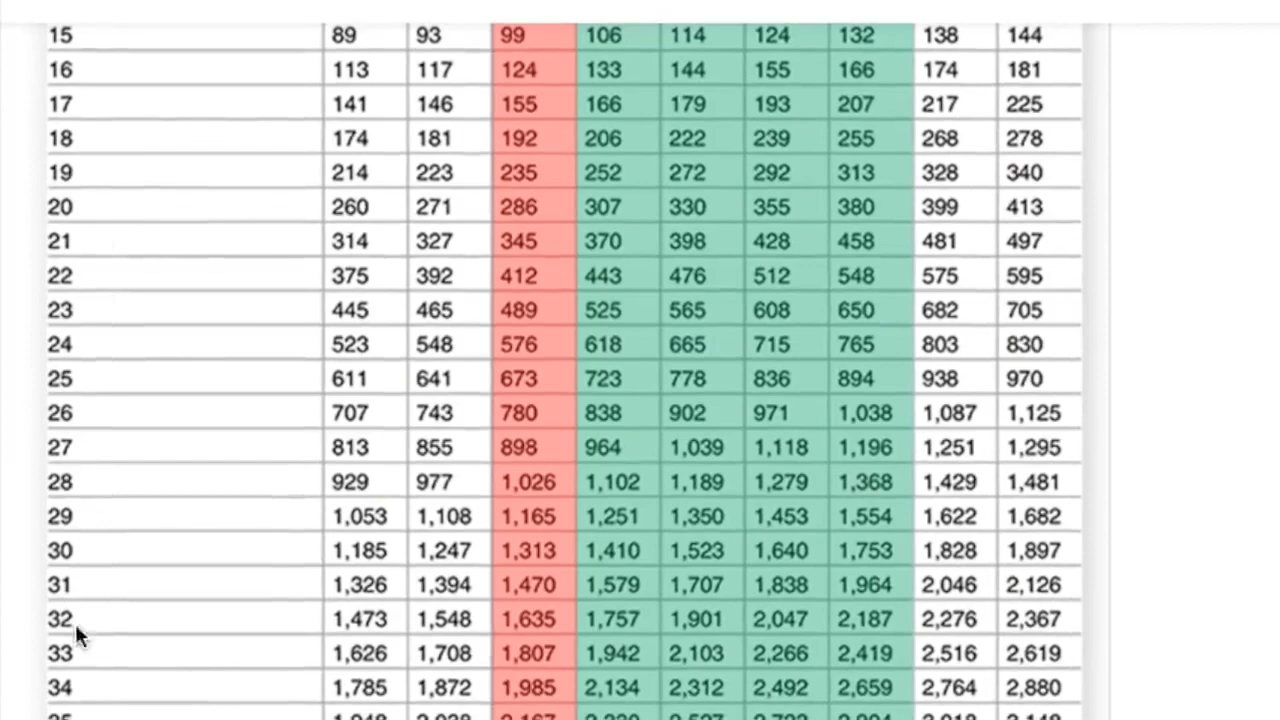 15 89 93 99 106 114 124 132 138 144
16 113 117 124 133 144 155 166 174 181
17 141 146 155 166 179 193 207 217 225
18 174 181 192 206 222 239 255 268 278
19 214 223 235 252 272 292 313 328 340
20 260 271 286 307 330 355 380 399 413
21 314 327 345 370 398 428 458 481 497
22 375 392 412 443 476 512 548 575 595
23 445 465 489 525 565 608 650 682 705
24 523 548 576 618 665 715 765 803 830
25 611 641 673 723 778 836 894 938 970
26 707 743 780 838 902 971 1,038 1,087 1,125
27 813 855 898 964 1,039 1,118 1,196 1,251 1,295
28 929 977 1,026 1,102 1,189 1,279 1,368 1,429 1,481
29 1,053 1,108 1,165 1,251 1,350 1,453 1,554 1,622 1,682
30 1,185 1,247 1,313 1,410 1,523 1,640 1,753 1,828 1,897
31 1,326 1,394 1,470 1,579 1,707 1,838 1,964 2,046 2,126
32 1,473 1,548 1,635 1,757 1,901 2,047 2,187 2,276 2,367
33 1,626 1,708 1,807 1,942 2,103 2,266 2,419 2,516 2,619
34 1,785 1,872 1,985 2,134 2,312 2,492 2,659 2,764 2,880